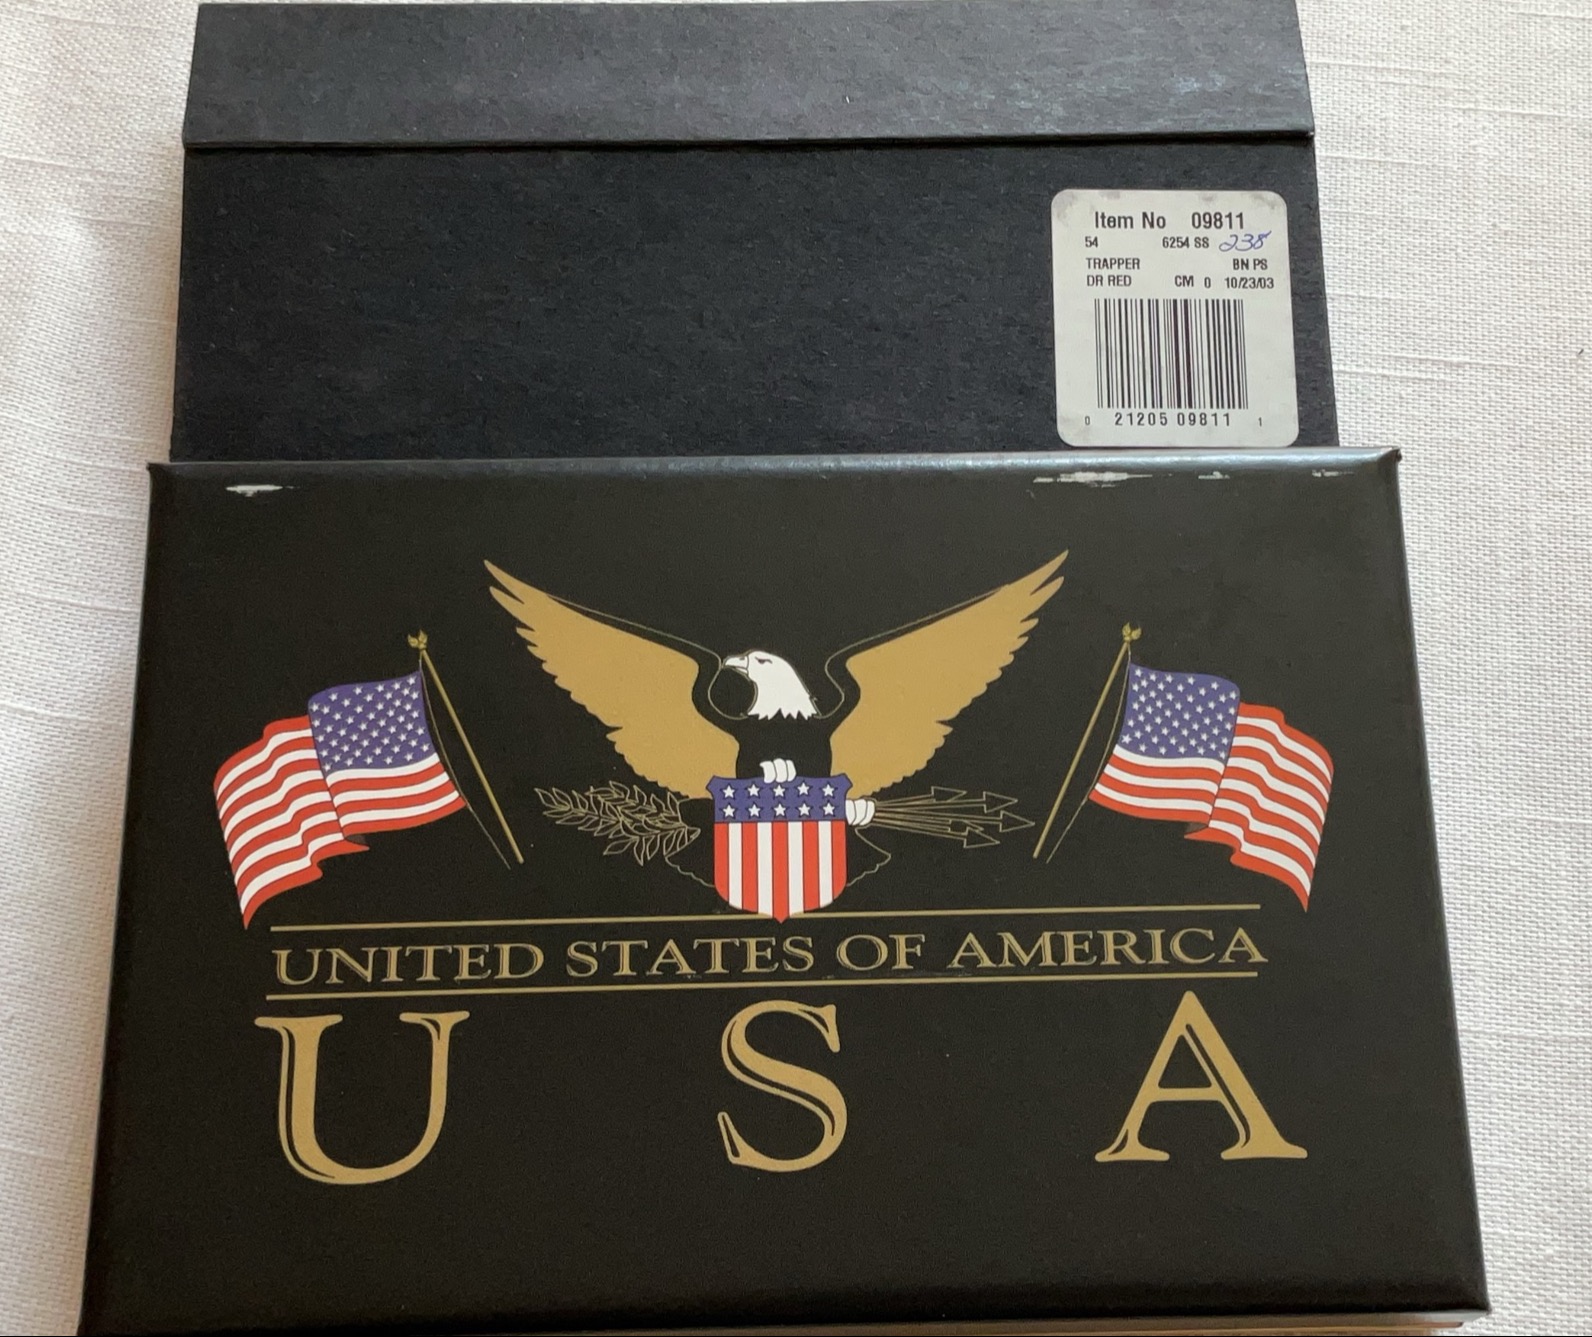 Item No 09811
54 6254 SS 238
TRAPPER BN PS
DR RED CM 0 10/23/03
0 21205 09811 1
UNITED STATES OF AMERICA
U S A